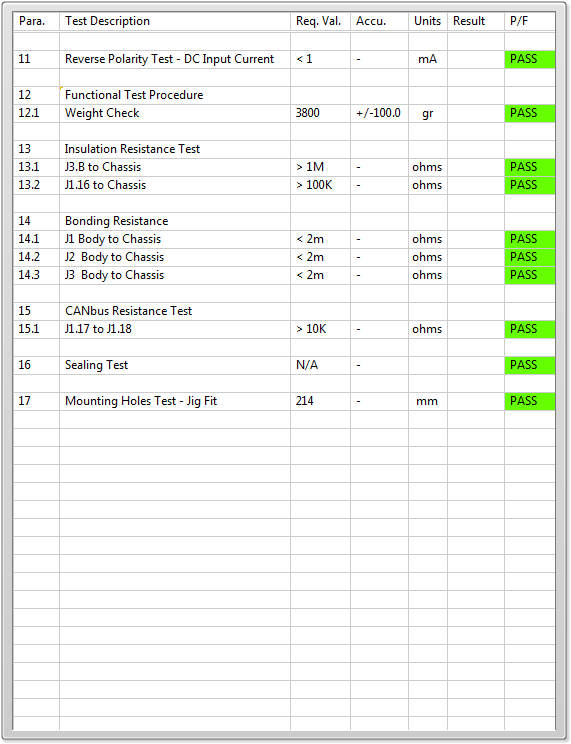 Para. Test Description Req. Val. Accu. Units Result P/F
11 Reverse Polarity Test - DC Input Current < 1 - mA PASS
12 Functional Test Procedure
12.1 Weight Check 3800 +/-100.0 gr PASS
13 Insulation Resistance Test
13.1 J3.B to Chassis > 1M - ohms PASS
13.2 J1.16 to Chassis > 100K - ohms PASS
14 Bonding Resistance
14.1 J1 Body to Chassis < 2m - ohms PASS
14.2 J2 Body to Chassis < 2m - ohms PASS
14.3 J3 Body to Chassis < 2m - ohms PASS
15 CANbus Resistance Test
15.1 J1.17 to J1.18 > 10K - ohms PASS
16 Sealing Test N/A - PASS
17 Mounting Holes Test - Jig Fit 214 - mm PASS